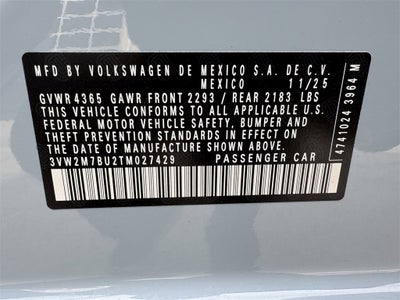 MFD BY VOLKSWAGEN DE MEXICO S.A. DE C.V.
MEXICO 11/25
GVWR 4365 GAWR FRONT 2293 / REAR 2183 LBS
THIS VEHICLE CONFORMS TO ALL APPLICABLE U.S.
FEDERAL MOTOR VEHICLE SAFETY, BUMPER AND
THEFT PREVENTION STANDARDS IN EFFECT ON THE
DATE OF MANUFACTURE SHOWN ABOVE.
3VW2M7BU2TM027429 PASSENGER CAR
4741024 3964 M